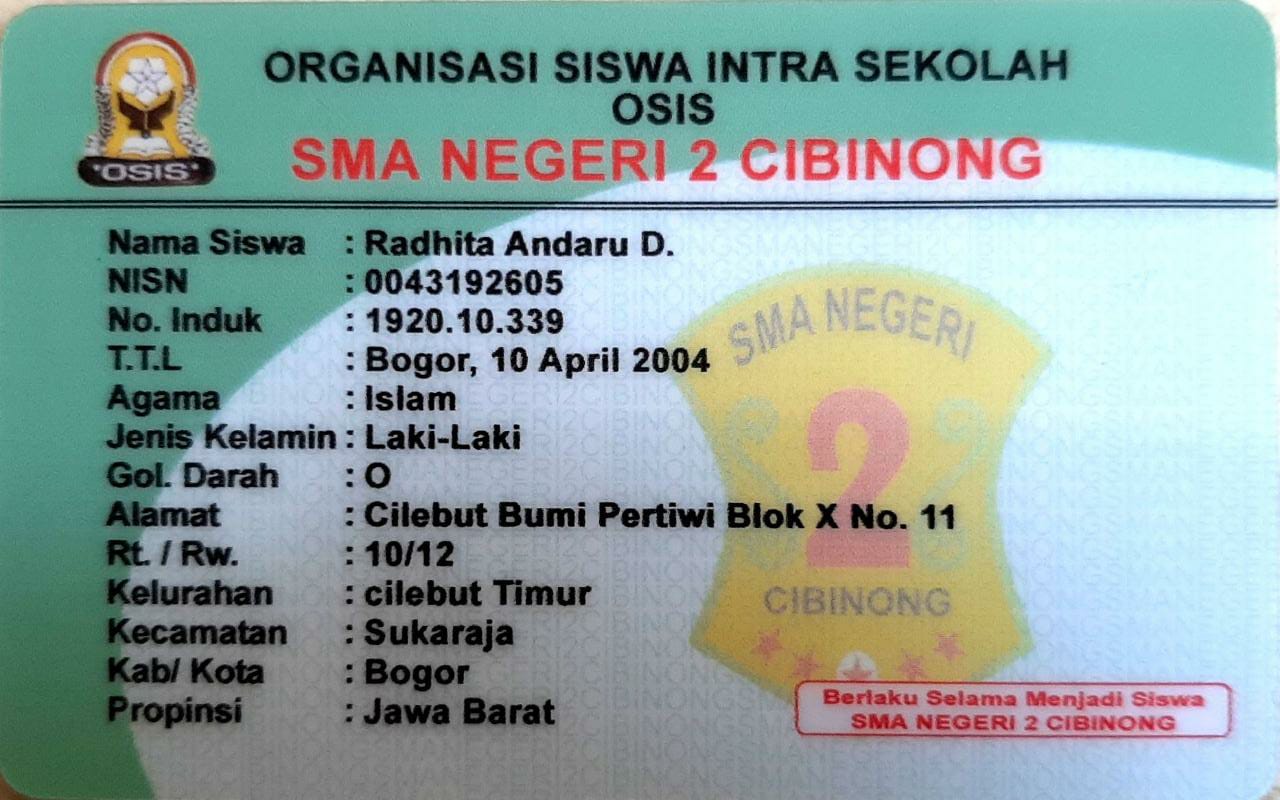 ORGANISASI SISWA INTRA SEKOLAH
OSIS
SMA NEGERI 2 CIBINONG
"OSIS"
Nama Siswa : Radhita Andaru D.
NISN : 0043192605
No. Induk : 1920.10.339
T.T.L : Bogor, 10 April 2004
Agama : Islam
Jenis Kelamin : Laki-Laki
Gol. Darah : O
Alamat : Cilebut Bumi Pertiwi Blok X No. 11
Rt. / Rw. : 10/12
Kelurahan : cilebut Timur
Kecamatan : Sukaraja
Kab/ Kota : Bogor
Propinsi : Jawa Barat
SMA NEGERI
2
CIBINONG
Berlaku Selama Menjadi Siswa
SMA NEGERI 2 CIBINONG